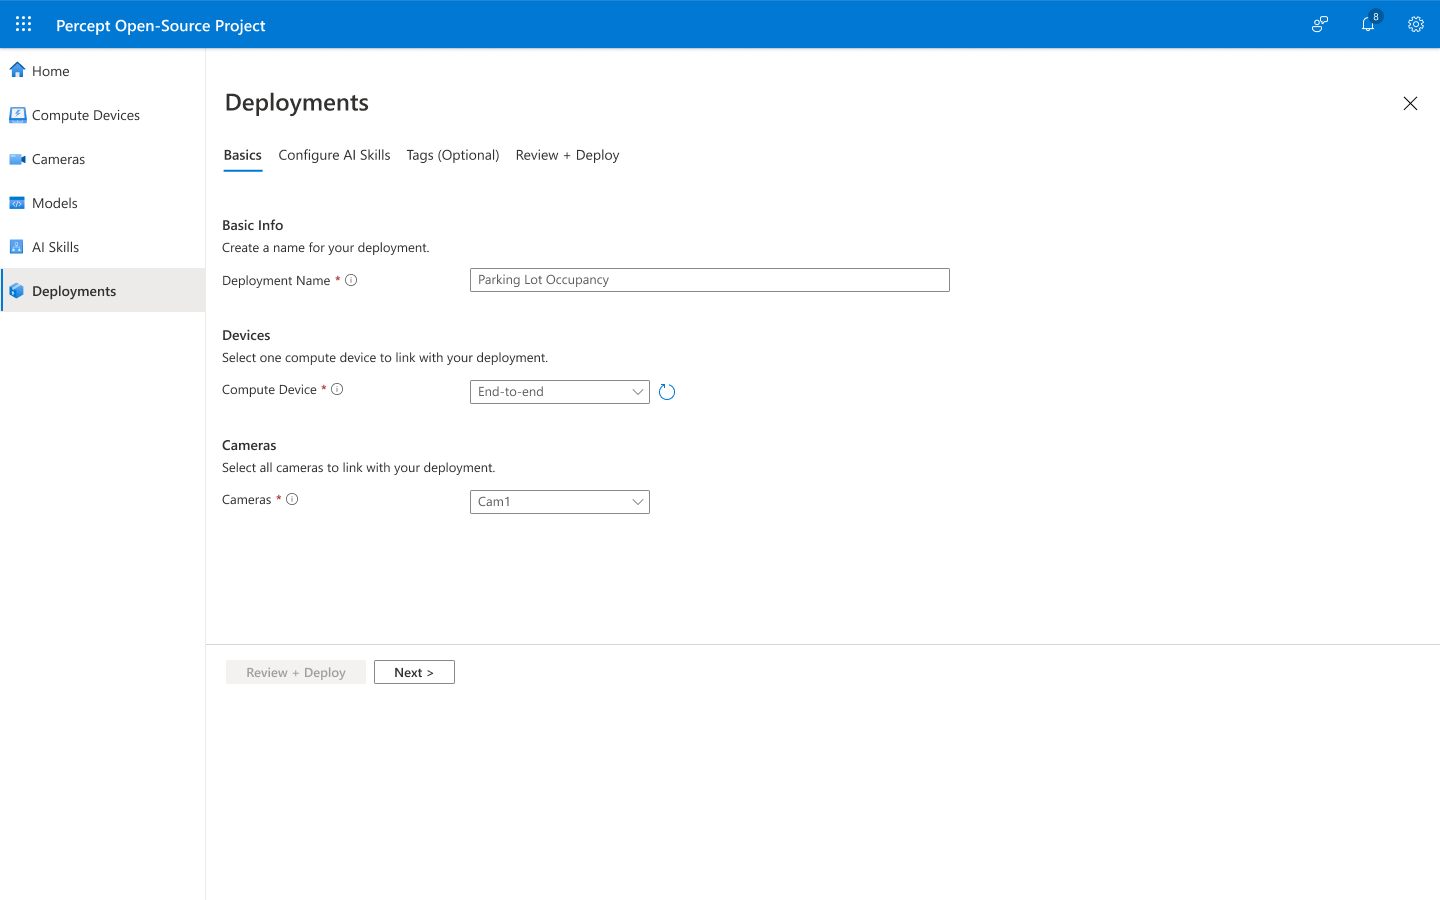 Percept Open-Source Project
8
Home
Compute Devices
Cameras
Models
AI Skills
Deployments
Deployments
Basics Configure AI Skills Tags (Optional) Review + Deploy
Basic Info
Create a name for your deployment.
Deployment Name * Parking Lot Occupancy
Devices
Select one compute device to link with your deployment.
Compute Device * End-to-end
Cameras
Select all cameras to link with your deployment.
Cameras * Cam1
Review + Deploy Next >